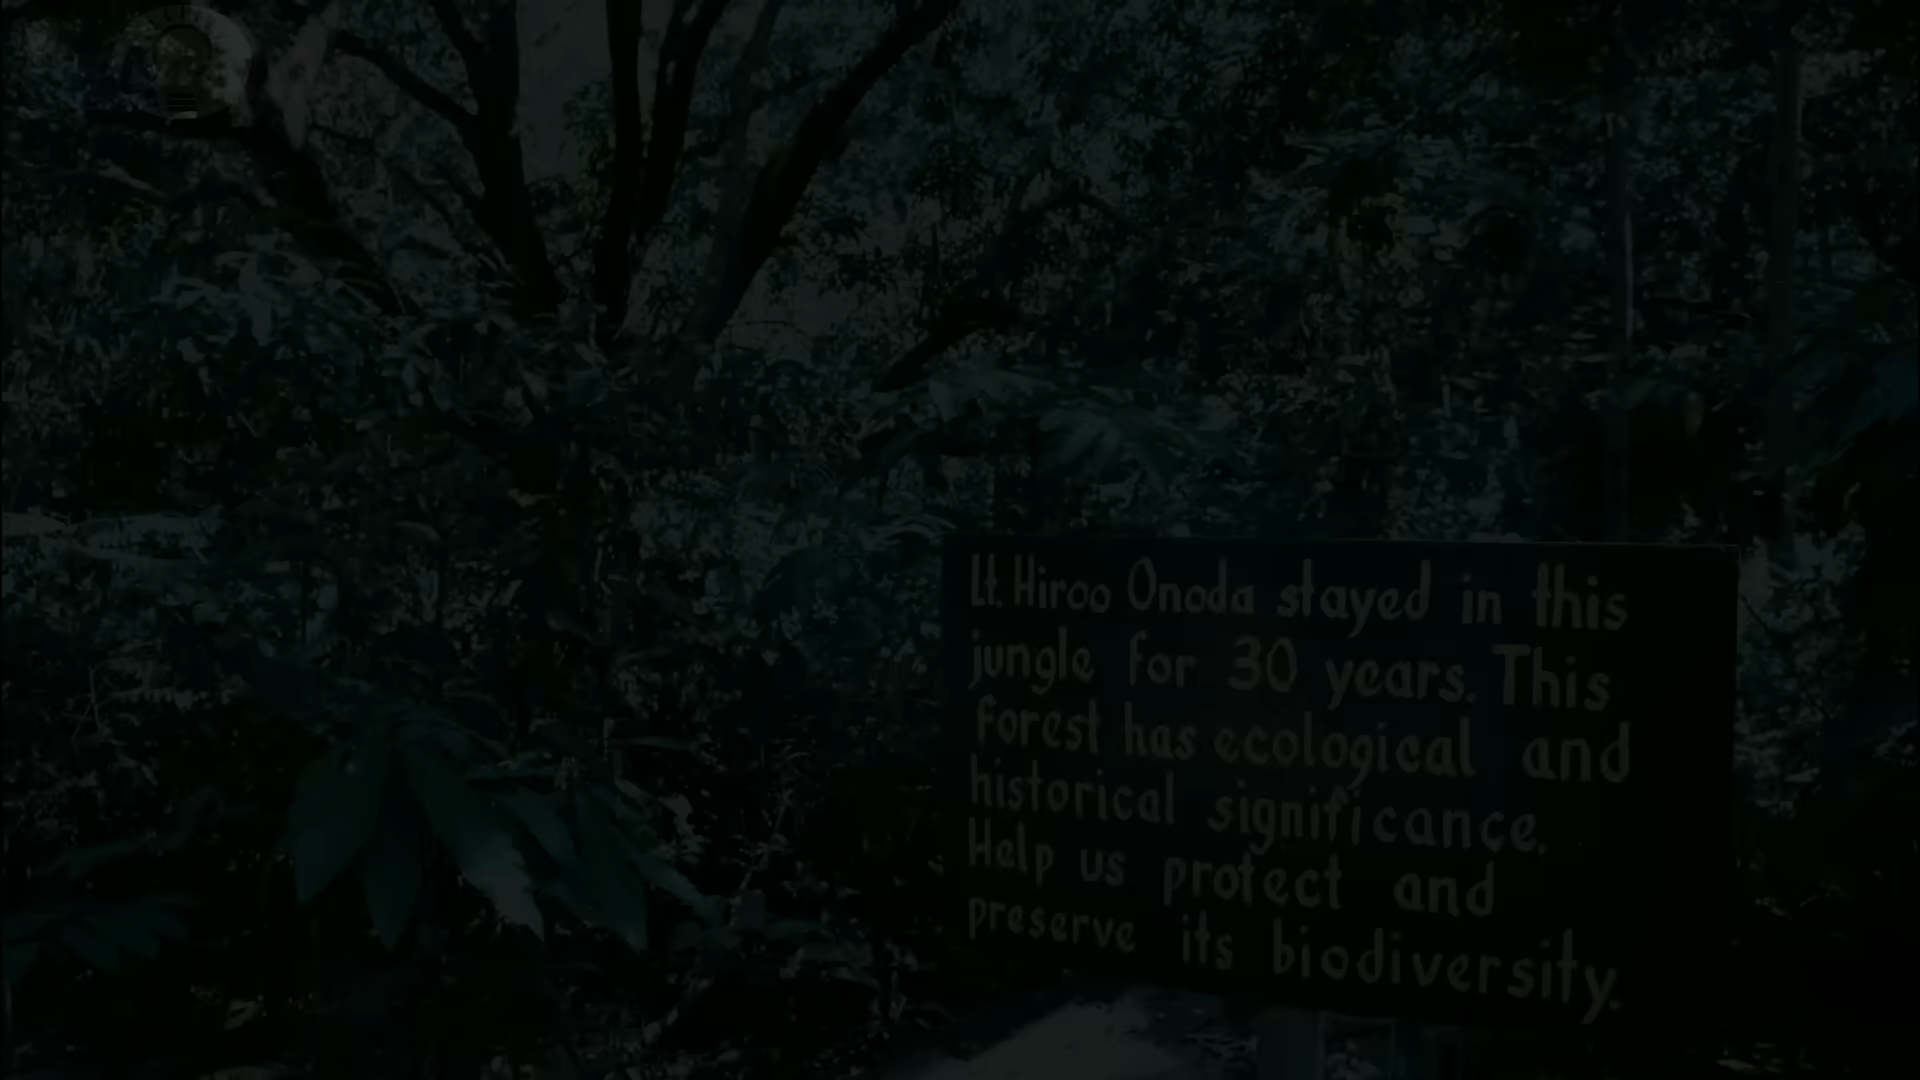 Lt. Hiroo Onoda stayed in this
jungle for 30 years. This
forest has ecological and
historical significance.
Help us protect and
preserve its biodiversity.